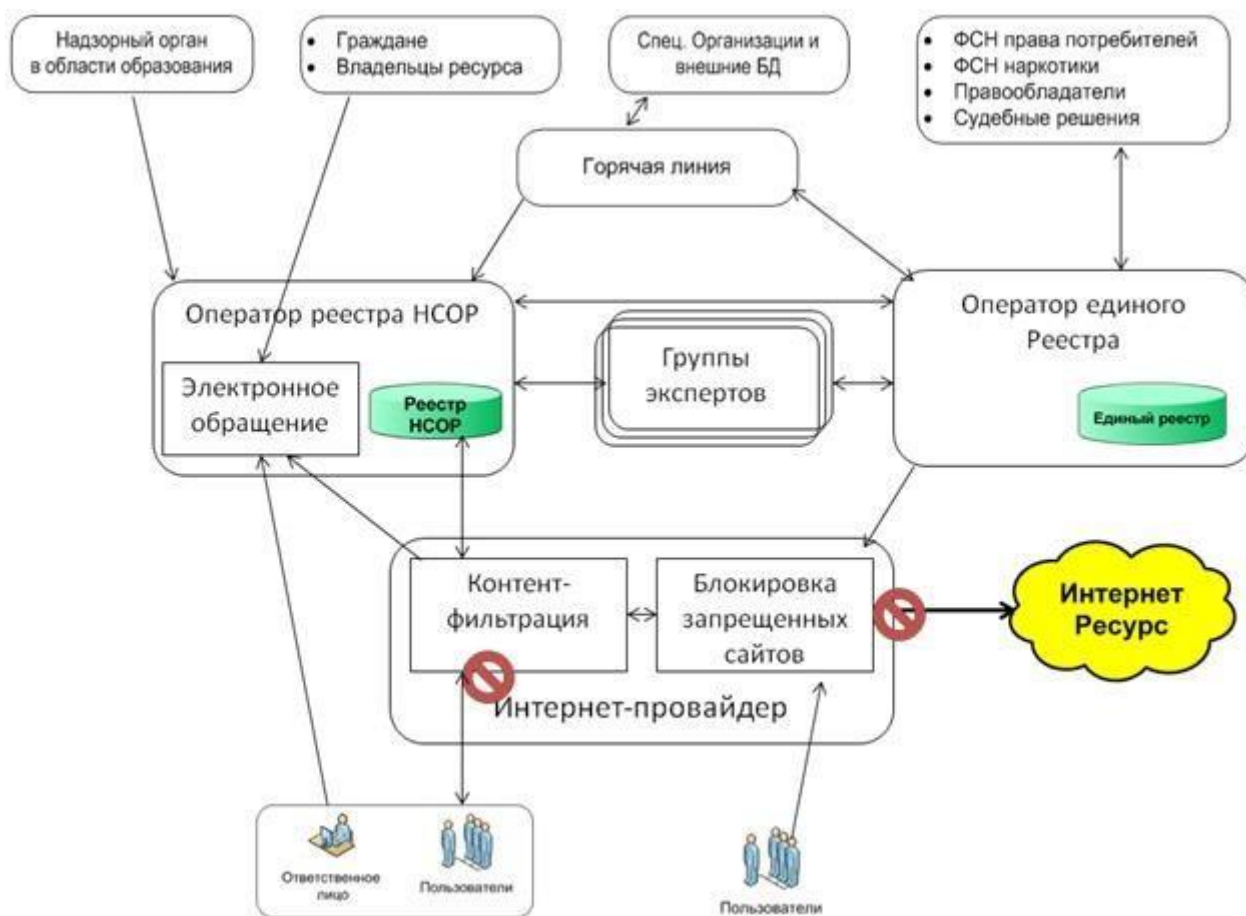 Надзорный орган
в области образования
• Граждане
• Владельцы ресурса
Спец. Организации и
внешние БД
• ФСН права потребителей
• ФСН наркотики
• Правообладатели
• Судебные решения
Горячая линия
Оператор реестра НСОР
Электронное
обращение
Реестр
НСОР
Группы
экспертов
Оператор единого
Реестра
Единый реестр
Контент-
фильтрация
Блокировка
запрещенных
сайтов
Интернет-провайдер
Интернет
Ресурс
Ответственное
лицо
Пользователи
Пользователи